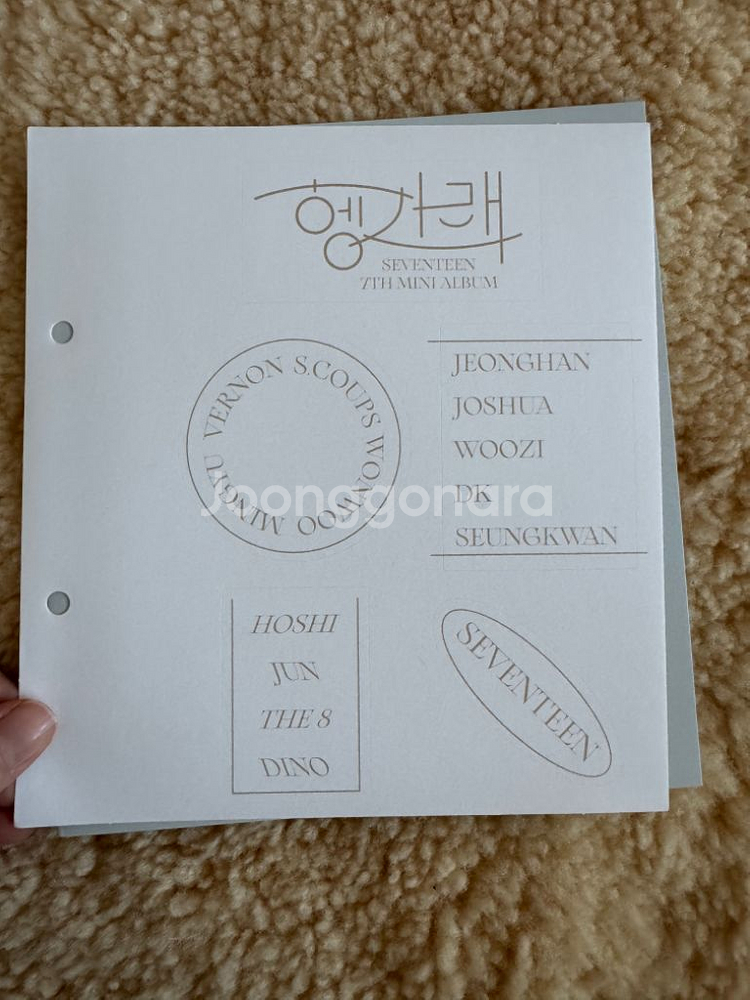 헹가래
SEVENTEEN
7TH MINI ALBUM
VERNON S.COUPS WONWOO MINGYU
JEONGHAN
JOSHUA
WOOZI
DK
SEUNGKWAN
Joonggonara
HOSHI
JUN
THE 8
DINO
SEVENTEEN